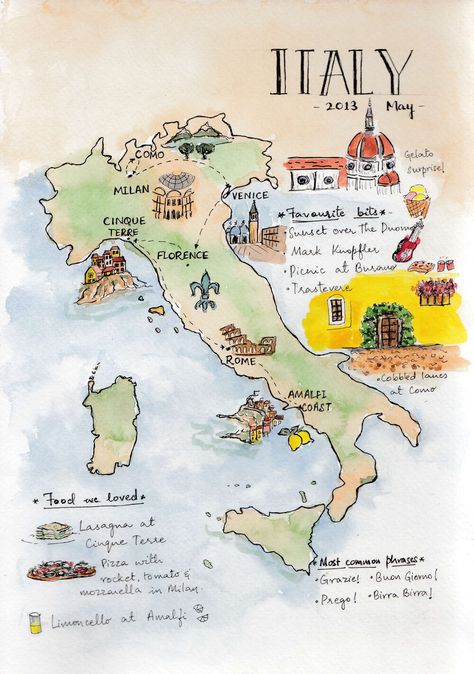 ITALY
- 2013 May -
Gelato
surprise!
COMO
MILAN
VENICE
CINQUE
TERRE
FLORENCE
ROME
AMALFI
COAST
* Favourite bits *
• Sunset over The Duomo
• Mark Knopfler
• Picnic at Burano
• Trastevere
• Cobbled lanes
at Como
* Food we loved *
Lasagna at
Cinque Terre
Pizza with
rocket, tomato &
mozzarella in Milan.
Limoncello at Amalfi
* Most common phrases *
• Grazie! • Buon Giorno!
• Prego! • Birra Birra!